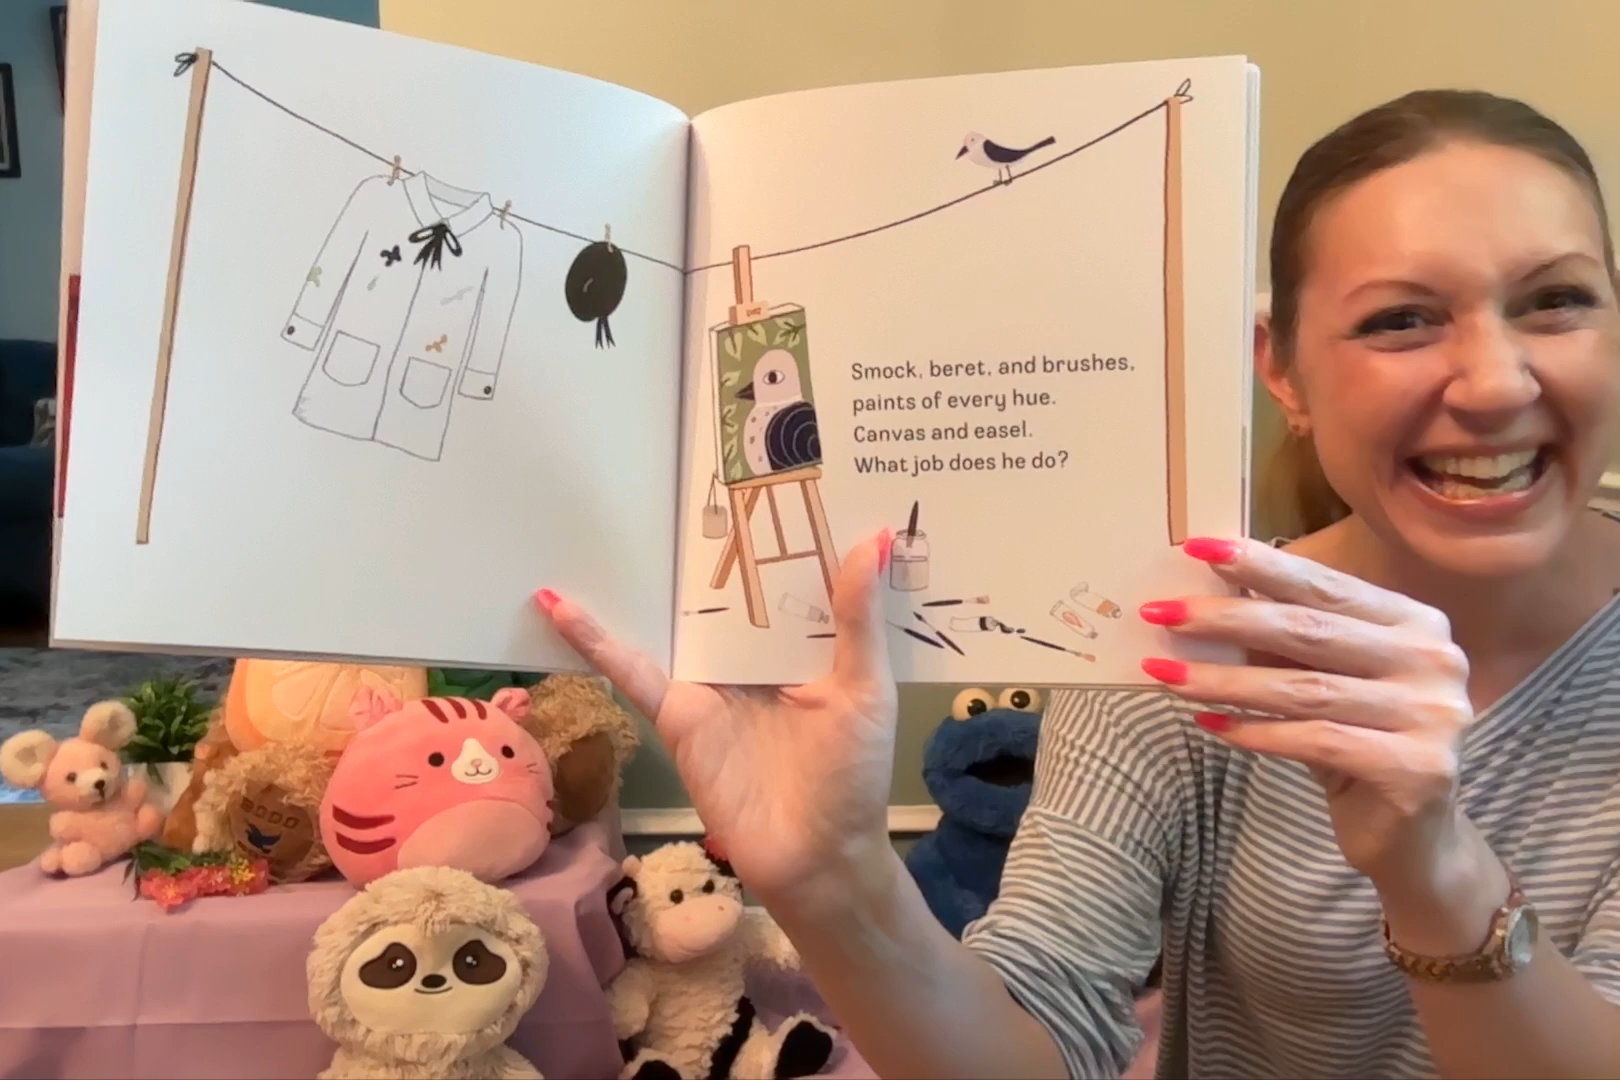 Smock, beret, and brushes,
paints of every hue.
Canvas and easel.
What job does he do?